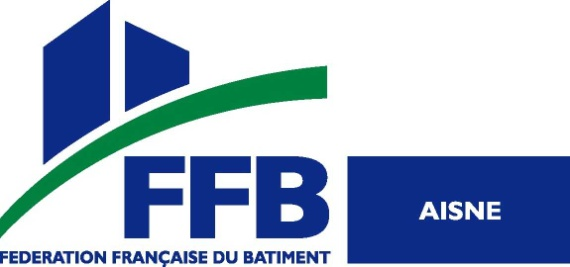 FFB
AISNE
FEDERATION FRANÇAISE DU BATIMENT